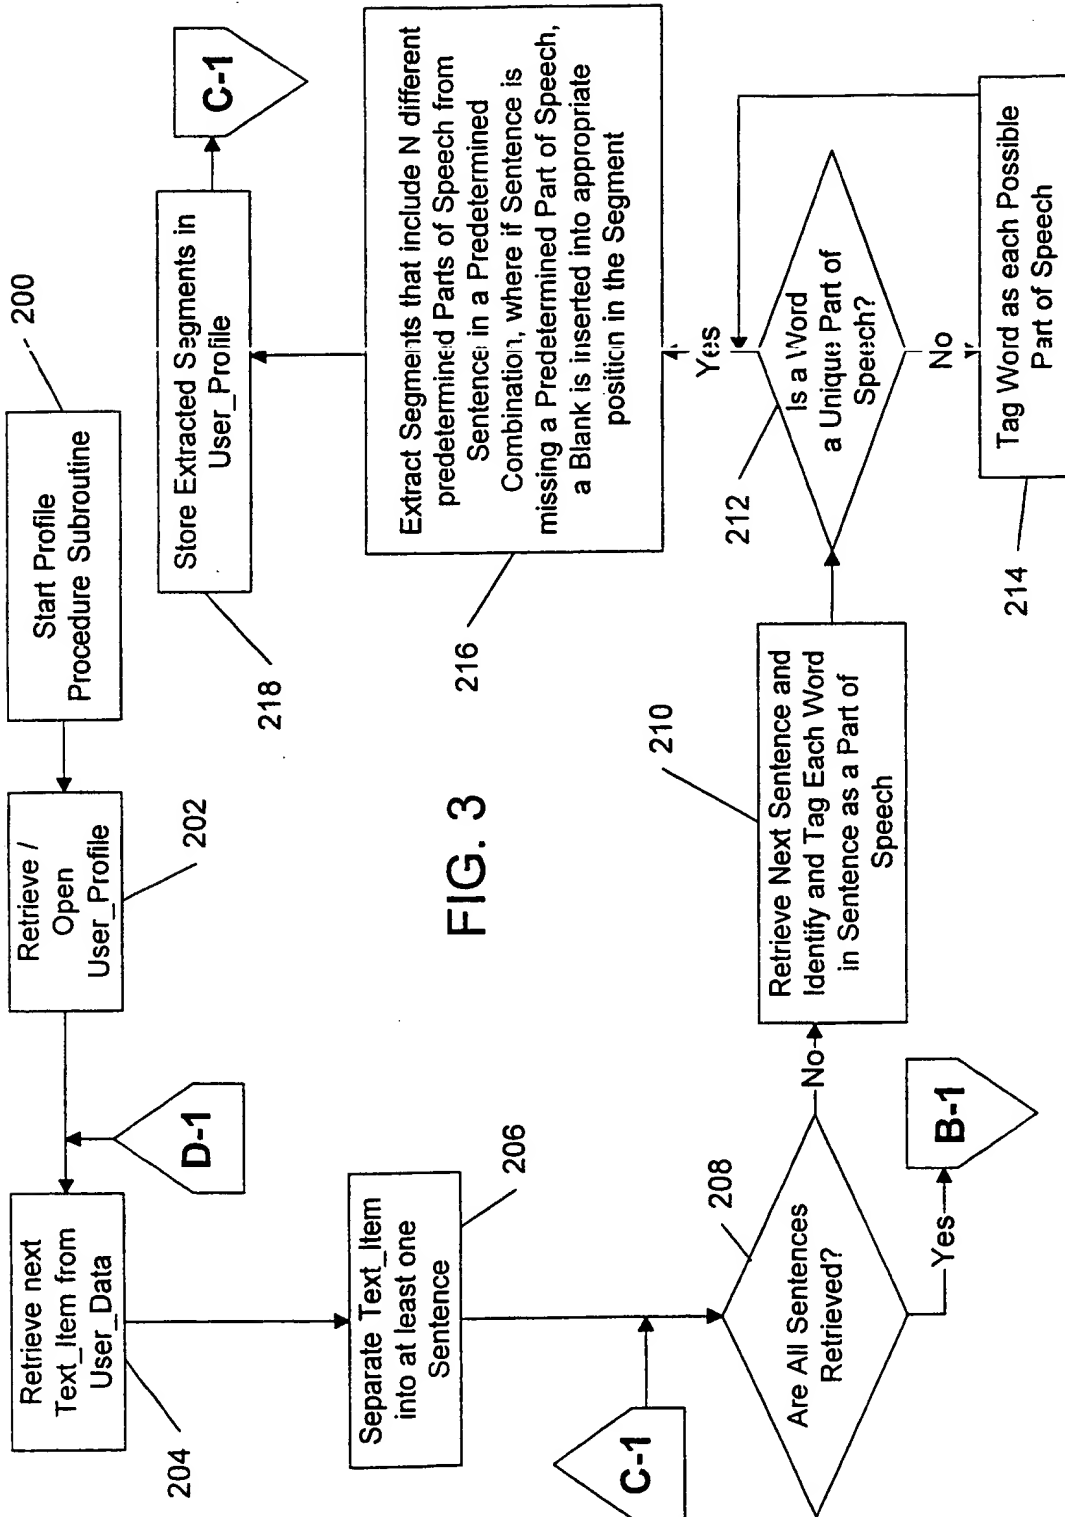 Start Profile
Procedure Subroutine
200
Retrieve /
Open
User_Profile
202
D-1
Retrieve next
Text_Item from
User_Data
204
Separate Text_Item
into at least one
Sentence
206
C-1
Are All Sentences
Retrieved?
208
Yes
B-1
No
Retrieve Next Sentence and
Identify and Tag Each Word
in Sentence as a Part of
Speech
210
Is a Word
a Unique Part of
Speech?
212
No
Tag Word as each Possible
Part of Speech
214
Yes
Extract Segments that include N different
predetermined Parts of Speech from
Sentence in a Predetermined
Combination, where if Sentence is
missing a Predetermined Part of Speech,
a Blank is inserted into appropriate
position in the Segment
216
Store Extracted Segments in
User_Profile
218
C-1
FIG. 3